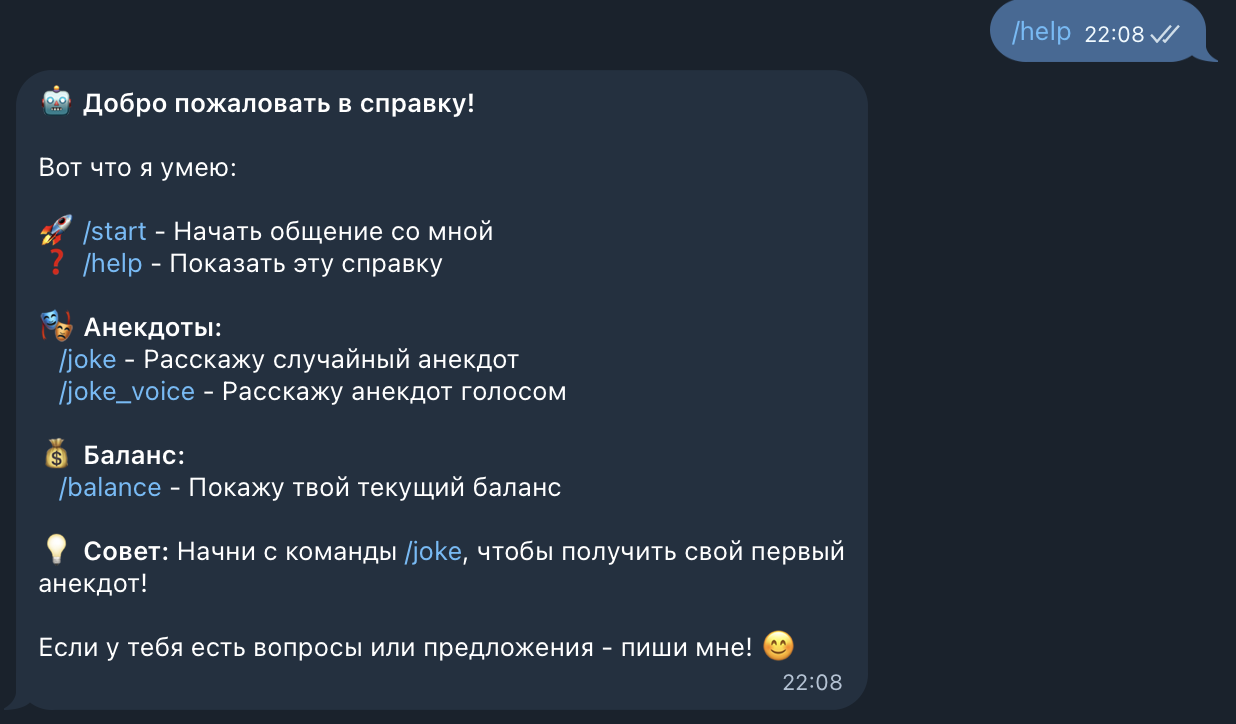 /help 22:08
🤖 Добро пожаловать в справку!
Вот что я умею:
🚀 /start - Начать общение со мной
❓ /help - Показать эту справку
🎭 Анекдоты:
/joke - Расскажу случайный анекдот
/joke_voice - Расскажу анекдот голосом
💰 Баланс:
/balance - Покажу твой текущий баланс
💡 Совет: Начни с команды /joke, чтобы получить свой первый
анекдот!
Если у тебя есть вопросы или предложения - пиши мне! 😊
22:08